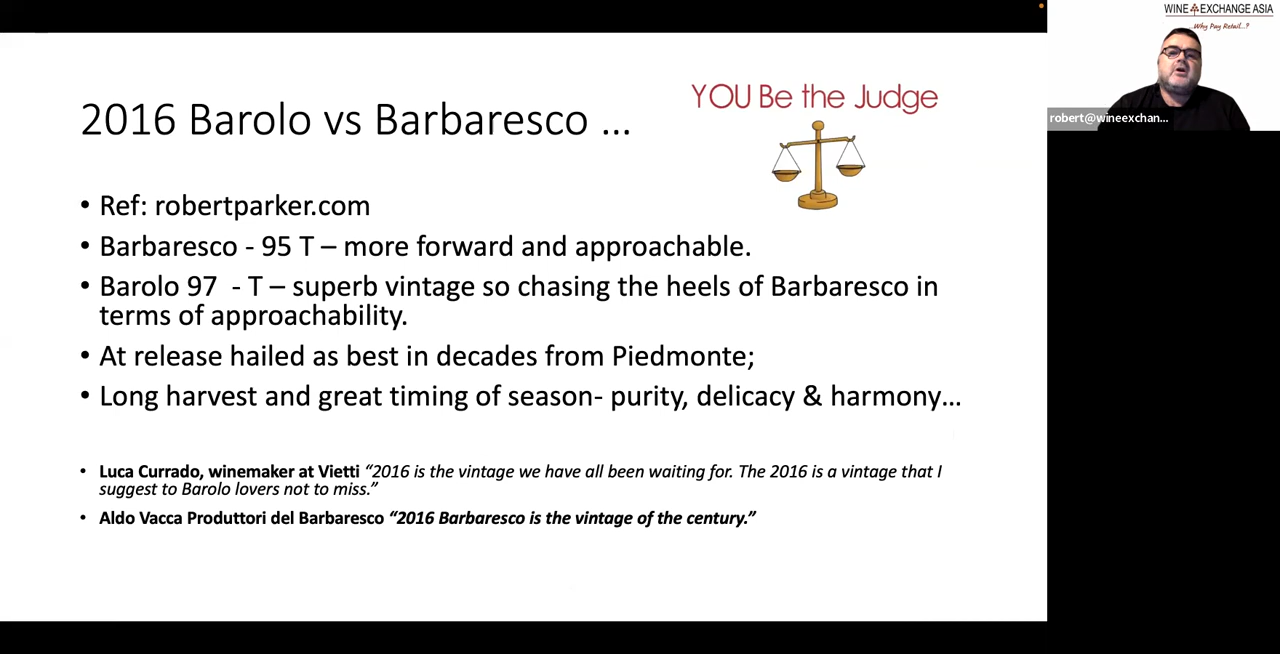 WINE EXCHANGE ASIA
Why Pay Retail...?
robert@wineexchan...
YOU Be the Judge
2016 Barolo vs Barbaresco ...
• Ref: robertparker.com
• Barbaresco - 95 T – more forward and approachable.
• Barolo 97 - T – superb vintage so chasing the heels of Barbaresco in
terms of approachability.
• At release hailed as best in decades from Piedmonte;
• Long harvest and great timing of season- purity, delicacy & harmony...
• Luca Currado, winemaker at Vietti “2016 is the vintage we have all been waiting for. The 2016 is a vintage that I
suggest to Barolo lovers not to miss.”
• Aldo Vacca Produttori del Barbaresco “2016 Barbaresco is the vintage of the century.”